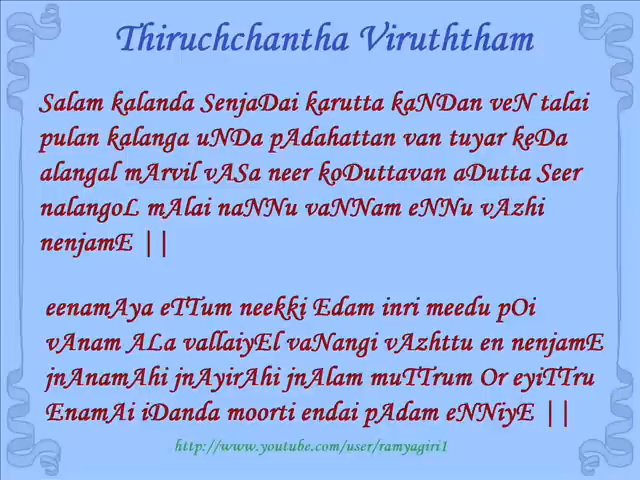 Thiruchchantha Viruththam
Salam kalanda SenjaDai karutta kaNDan veN talai
pulan kalanga uNDa pAdahattan van tuyar keDa
alangal mArvil vASa neer koDuttavan aDutta Seer
nalangoL mAlai naNNu vaNNam eNNu vAzhi
nenjamE ||
eenamAya eTTum neekki Edam inri meedu pOi
vAnam ALa vallaiyEl vaNangi vAzhttu en nenjamE
jnAnamAhi jnAyirAhi jnAlam muTTrum Or eyiTTru
EnamAi iDanda moorti endai pAdam eNNiyE ||
http://www.youtube.com/user/ramyagiri1